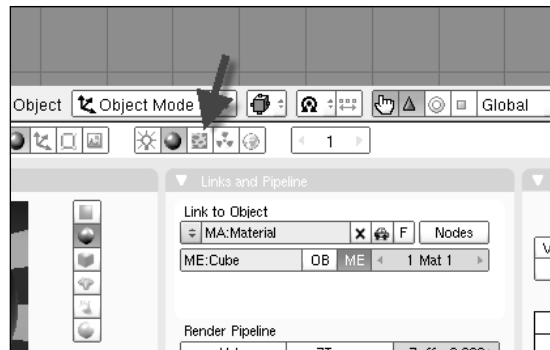 Object Object Mode Global
1
Links and Pipeline
Link to Object
MA:Material F Nodes
ME:Cube OB ME 1 Mat 1
Render Pipeline